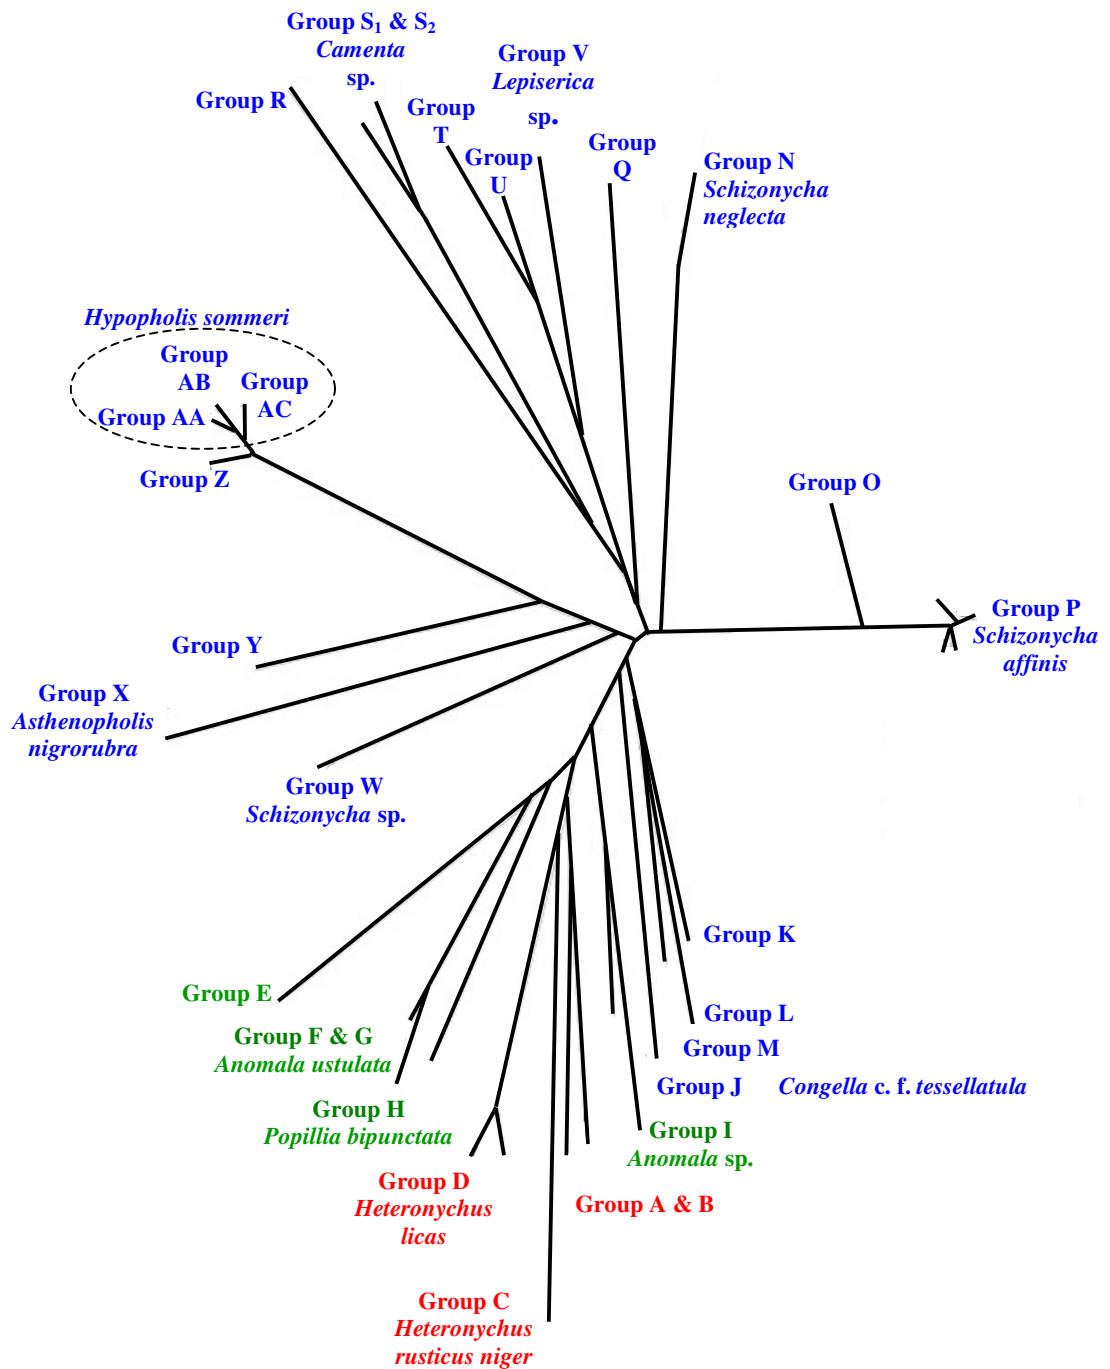 Group S₁ & S₂
Camenta
sp.
Group R
Group
T
Group V
Lepiserica
sp.
Group
U
Group
Q
Group N
Schizonycha
neglecta
Hypopholis sommeri
Group
AB
Group
AC
Group AA
Group Z
Group O
Group P
Schizonycha
affinis
Group Y
Group X
Asthenopholis
nigrorubra
Group W
Schizonycha sp.
Group K
Group L
Group M
Group J Congella c. f. tessellatula
Group E
Group F & G
Anomala ustulata
Group H
Popillia bipunctata
Group I
Anomala sp.
Group D
Heteronychus
licas
Group A & B
Group C
Heteronychus
rusticus niger